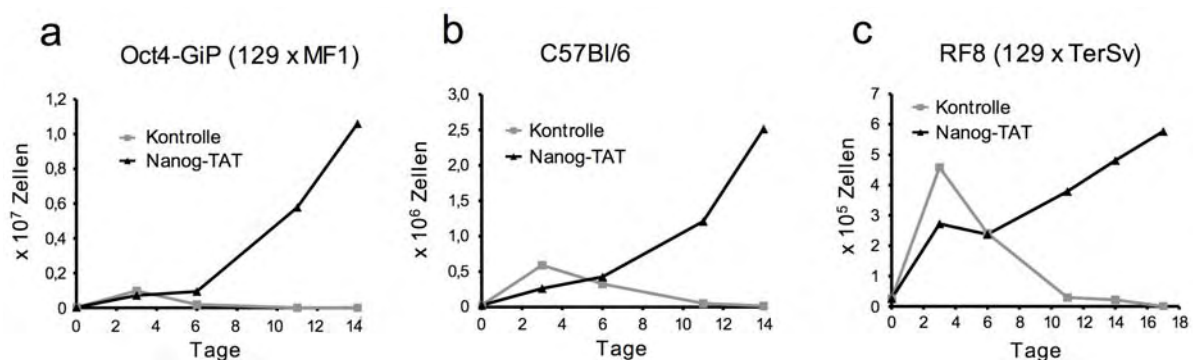 a
Oct4-GiP (129 x MF1)
x 10⁷ Zellen
1,2
1,0
0,8
0,6
0,4
0,2
0
Kontrolle
Nanog-TAT
0 2 4 6 8 10 12 14
Tage
b
C57Bl/6
x 10⁶ Zellen
3,0
2,5
2,0
1,5
1,0
0,5
0
Kontrolle
Nanog-TAT
0 2 4 6 8 10 12 14
Tage
c
RF8 (129 x TerSv)
x 10⁵ Zellen
7
6
5
4
3
2
1
0
Kontrolle
Nanog-TAT
0 2 4 6 8 10 12 14 16 18
Tage